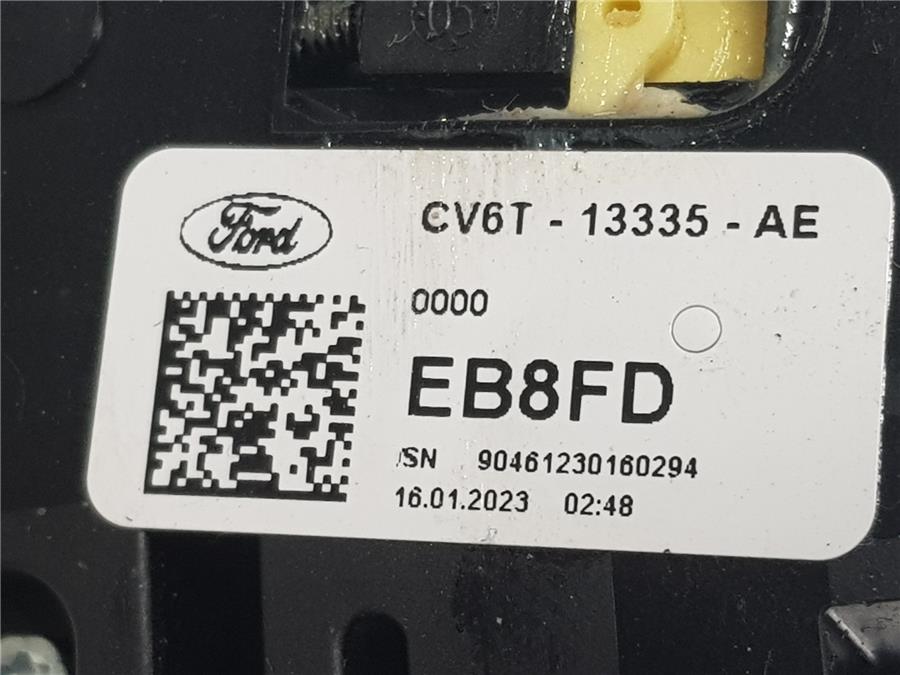 Ford
CV6T - 13335 - AE
0000
EB8FD
SN 90461230160294
16.01.2023 02:48